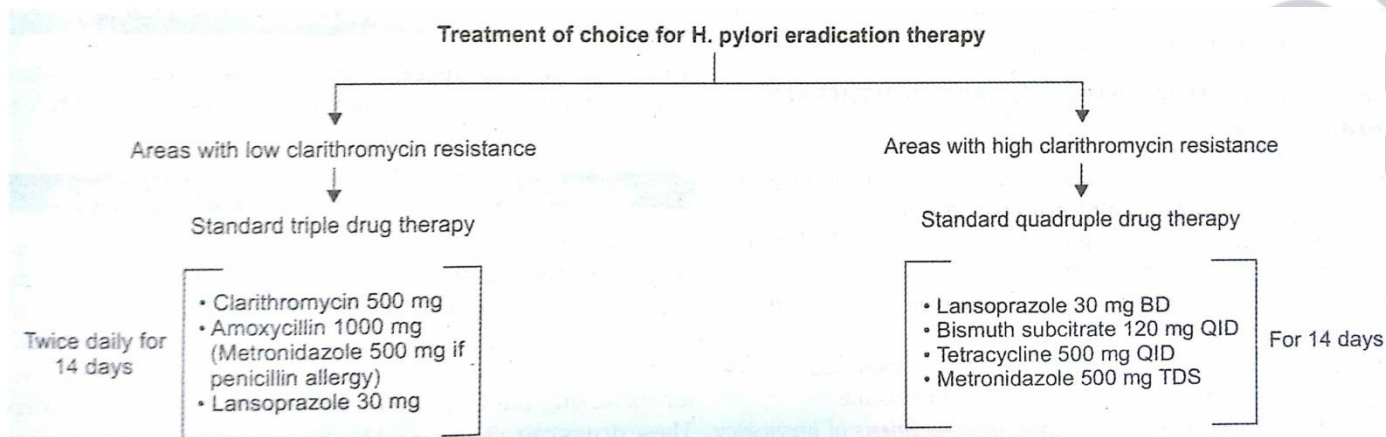 Treatment of choice for H. pylori eradication therapy
Areas with low clarithromycin resistance
Standard triple drug therapy
Twice daily for
14 days
• Clarithromycin 500 mg
• Amoxycillin 1000 mg
(Metronidazole 500 mg if
penicillin allergy)
• Lansoprazole 30 mg
Areas with high clarithromycin resistance
Standard quadruple drug therapy
• Lansoprazole 30 mg BD
• Bismuth subcitrate 120 mg QID
• Tetracycline 500 mg QID
• Metronidazole 500 mg TDS
For 14 days